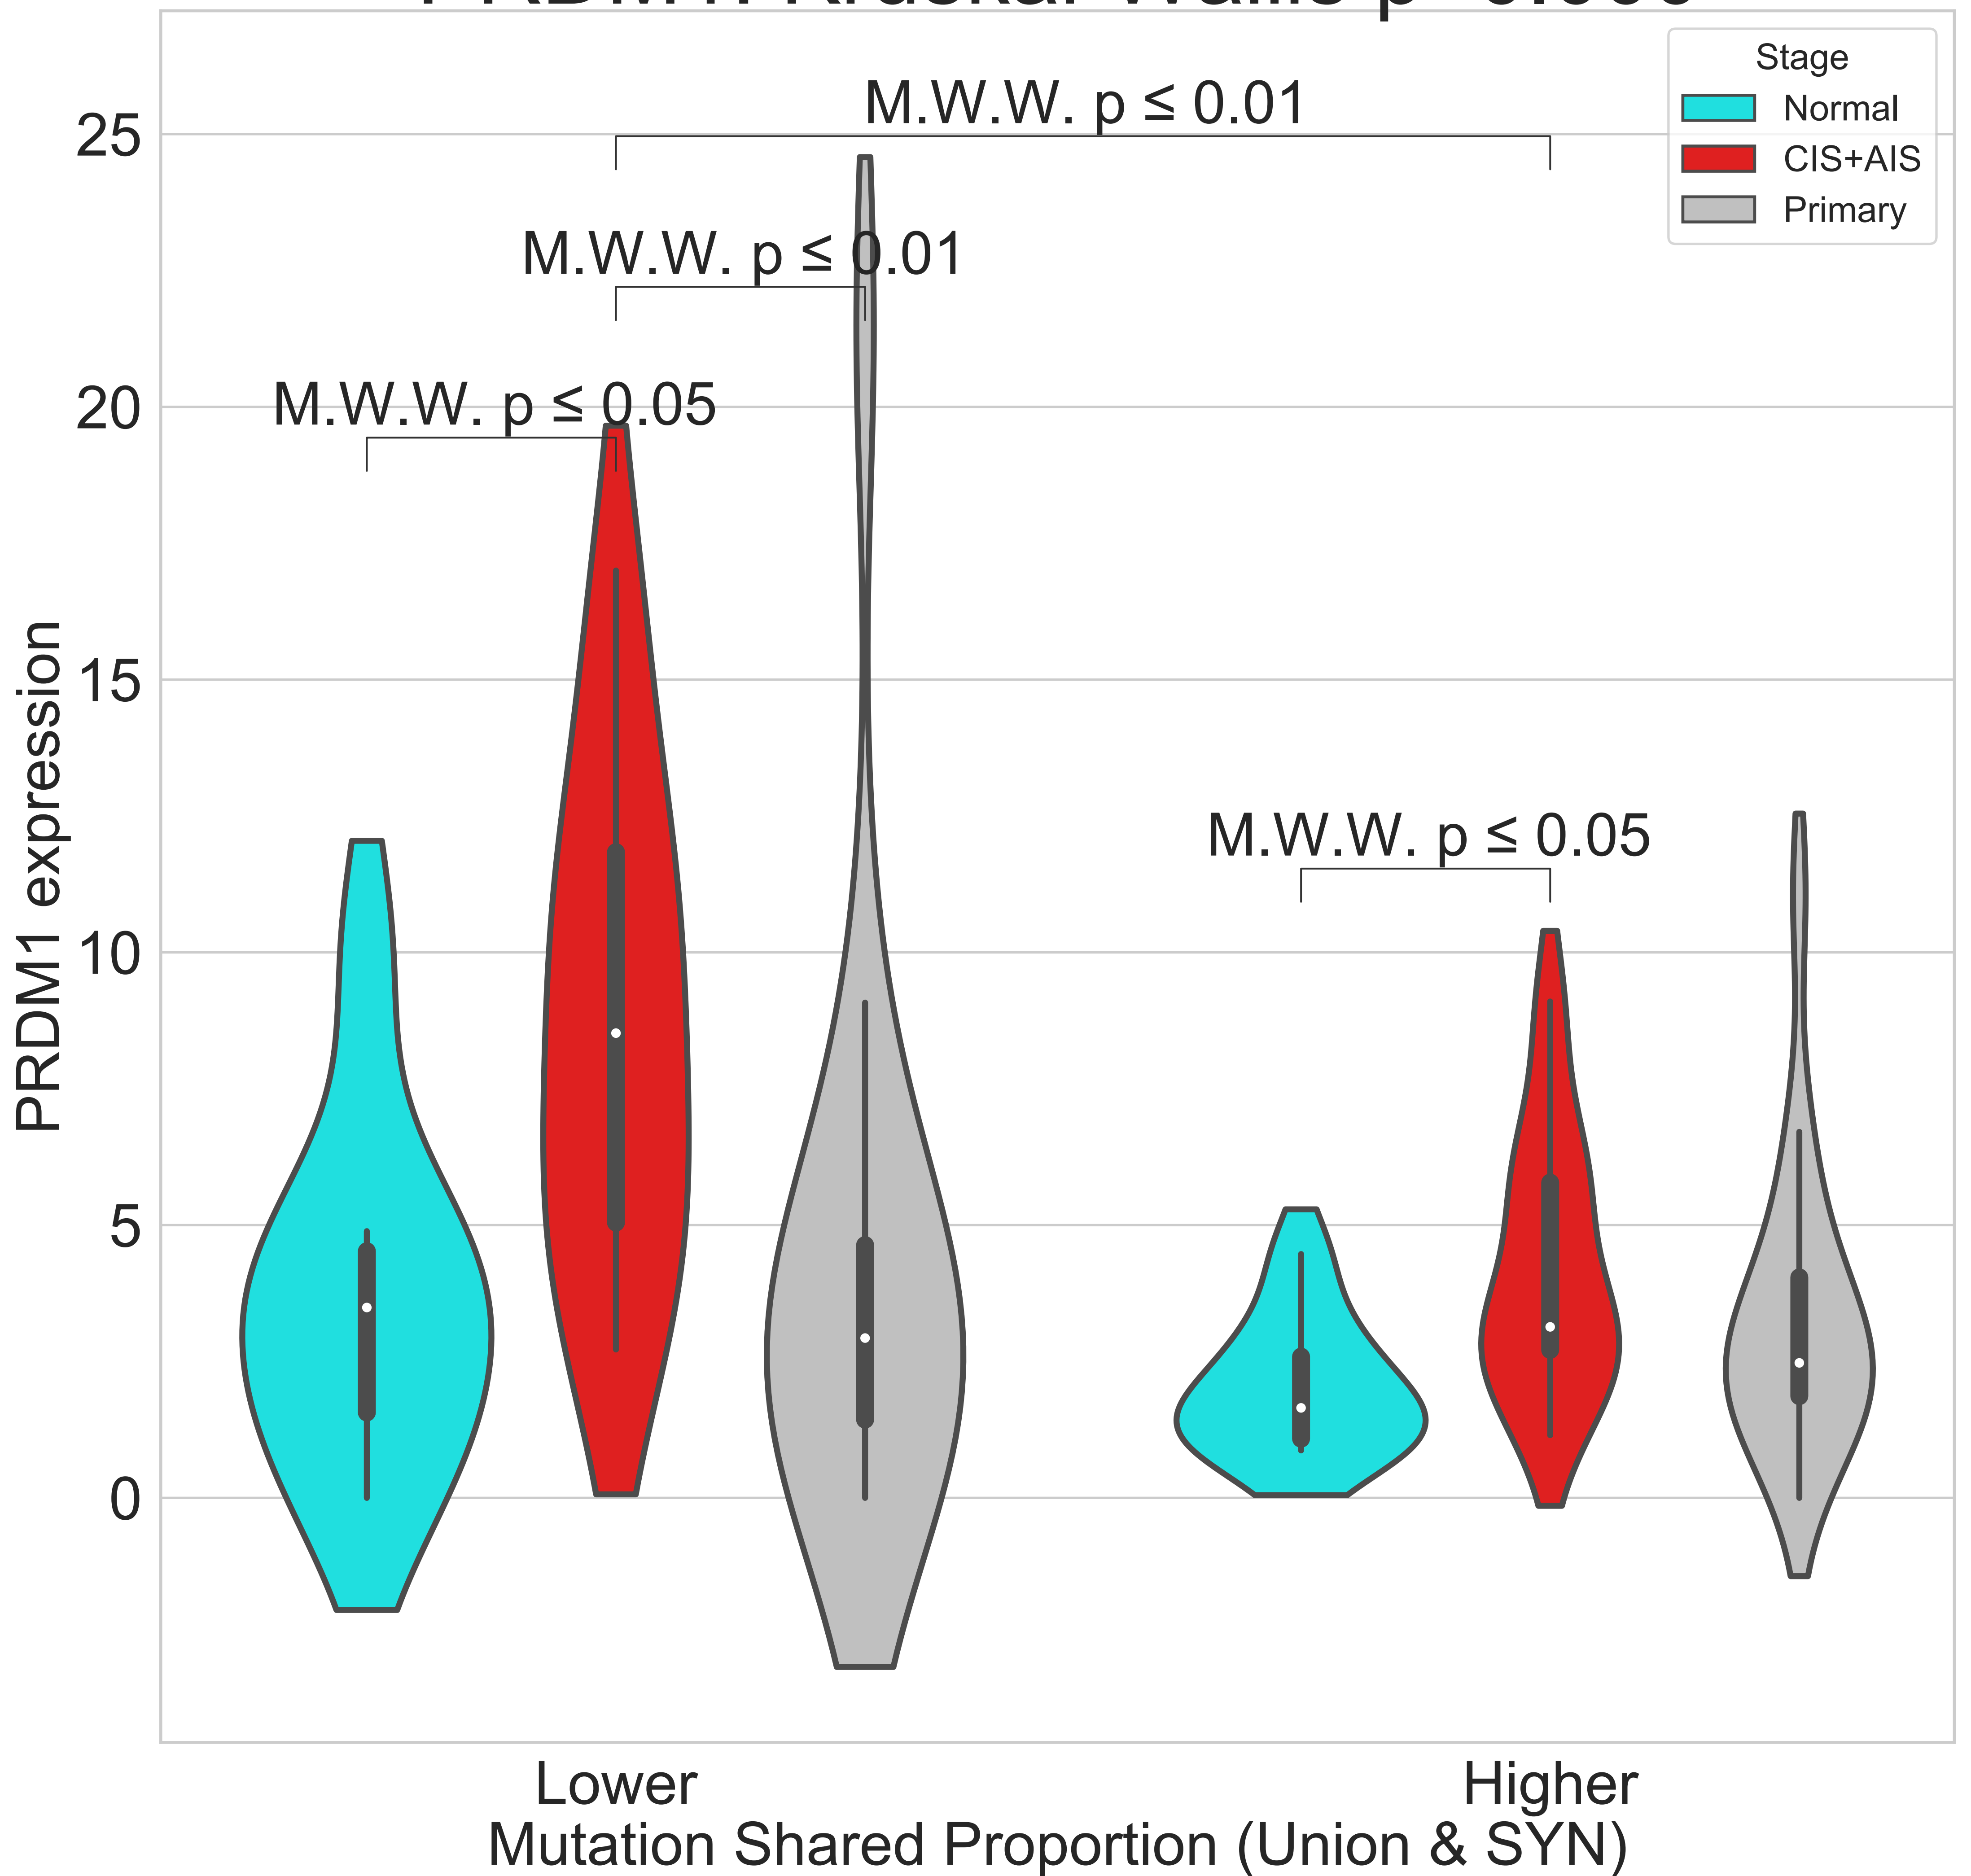 Stage
Normal
CIS+AIS
Primary
M.W.W. p ≤ 0.01
M.W.W. p ≤ 0.01
M.W.W. p ≤ 0.05
M.W.W. p ≤ 0.05
25
20
15
10
5
0
PRDM1 expression
Lower
Higher
Mutation Shared Proportion (Union & SYN)